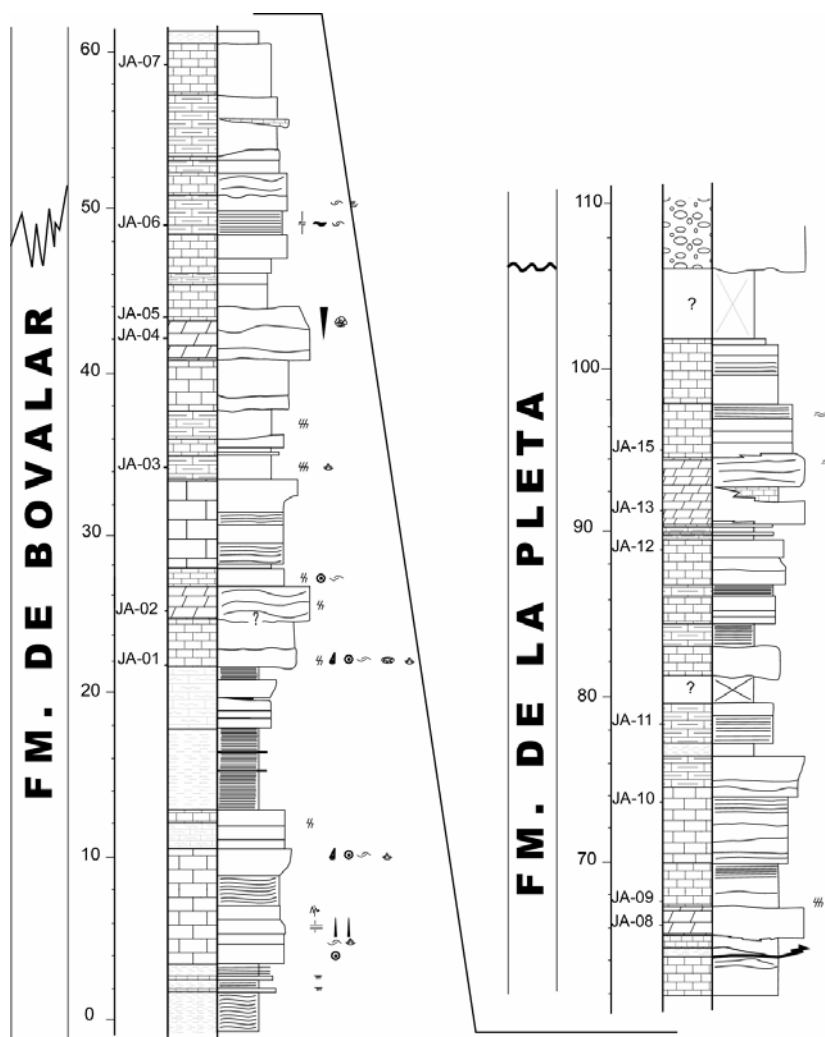 FM. DE BOVALAR
60
JA-07
50
JA-06
JA-05
JA-04
40
JA-03
30
JA-02
?
JA-01
20
10
0
FM. DE LA PLETA
110
?
100
JA-15
JA-13
90
JA-12
?
80
JA-11
JA-10
70
JA-09
JA-08